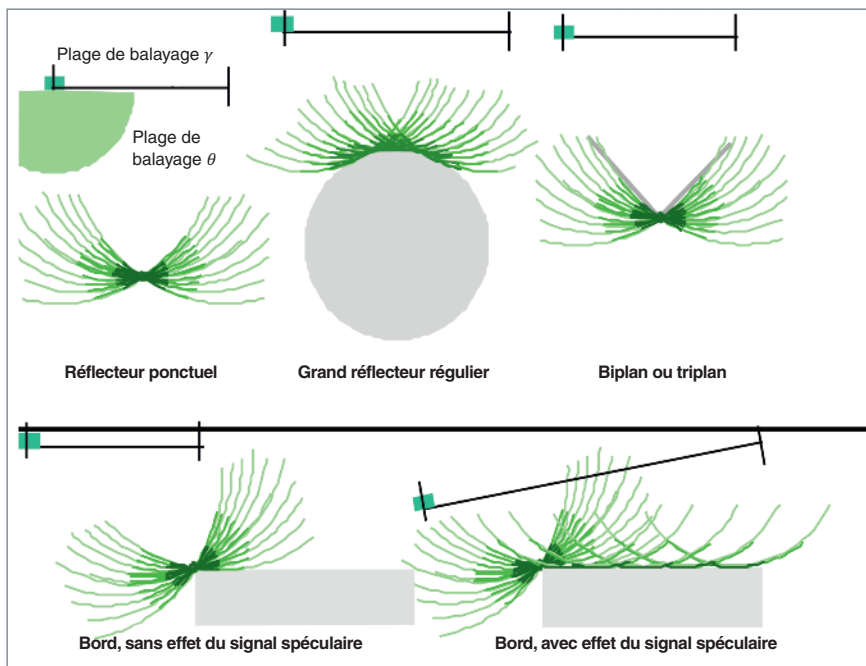 Plage de balayage γ
Plage de
balayage θ
Réflecteur ponctuel
Grand réflecteur régulier
Biplan ou triplan
Bord, sans effet du signal spéculaire
Bord, avec effet du signal spéculaire